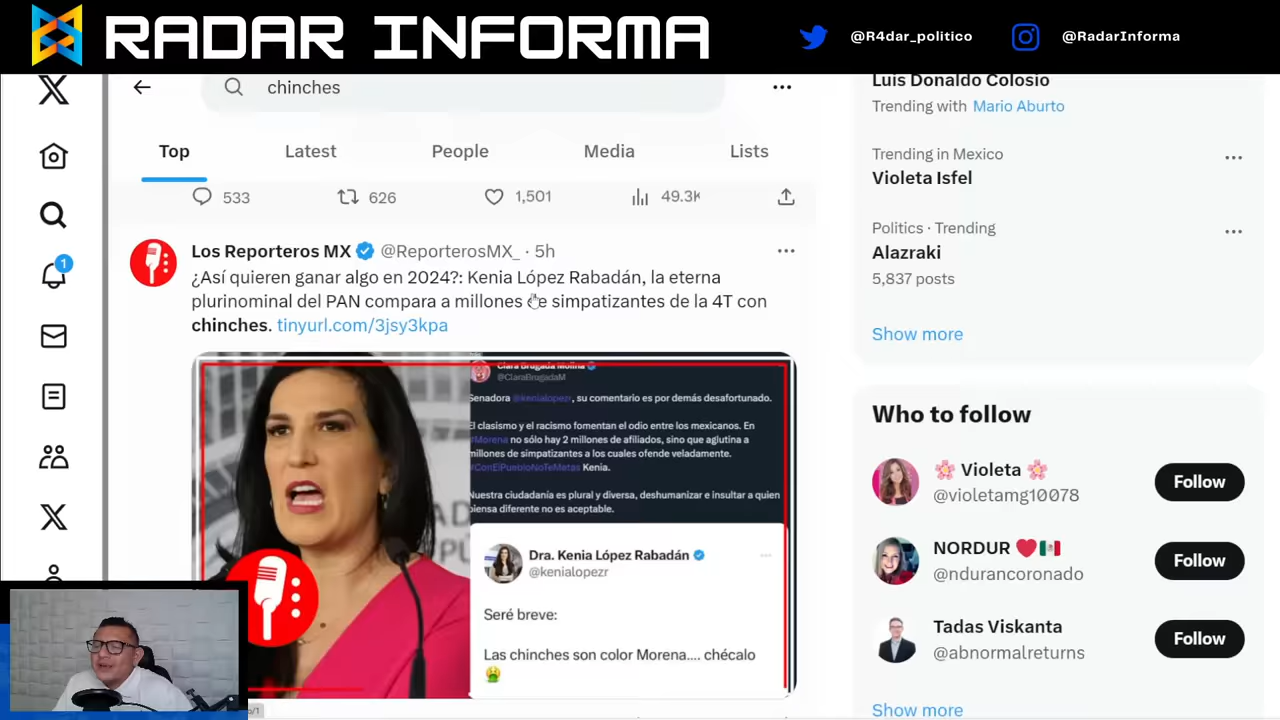 RADAR INFORMA
@R4dar_politico
@RadarInforma
chinches
Top
Latest
People
Media
Lists
533
626
1,501
49.3K
Los Reporteros MX @ReporterosMX_ · 5h
¿Así quieren ganar algo en 2024?: Kenia López Rabadán, la eterna
plurinominal del PAN compara a millones de simpatizantes de la 4T con
chinches. tinyurl.com/3jsy3kpa
Clara Brugada Molina
@ClaraBrugadaM
Senadora @kenialopezr, su comentario es por demás desafortunado.
El clasismo y el racismo fomentan el odio entre los mexicanos. En
#Morena no sólo hay 2 millones de afiliados, sino que aglutina a
millones de simpatizantes a los cuales ofende veladamente.
#ConElPuebloNoTeMetas Kenia.
Nuestra ciudadanía es plural y diversa, deshumanizar e insultar a quien
piensa diferente no es aceptable.
Dra. Kenia López Rabadán
@kenialopezr
Seré breve:
Las chinches son color Morena.... chécalo
🤮
Luis Donaldo Colosio
Trending with Mario Aburto
Trending in Mexico
Violeta Isfel
Politics · Trending
Alazraki
5,837 posts
Show more
Who to follow
🌸 Violeta 🌸
@violetamg10078
Follow
NORDUR ❤️🇲🇽
@ndurancoronado
Follow
Tadas Viskanta
@abnormalreturns
Follow
Show more
1